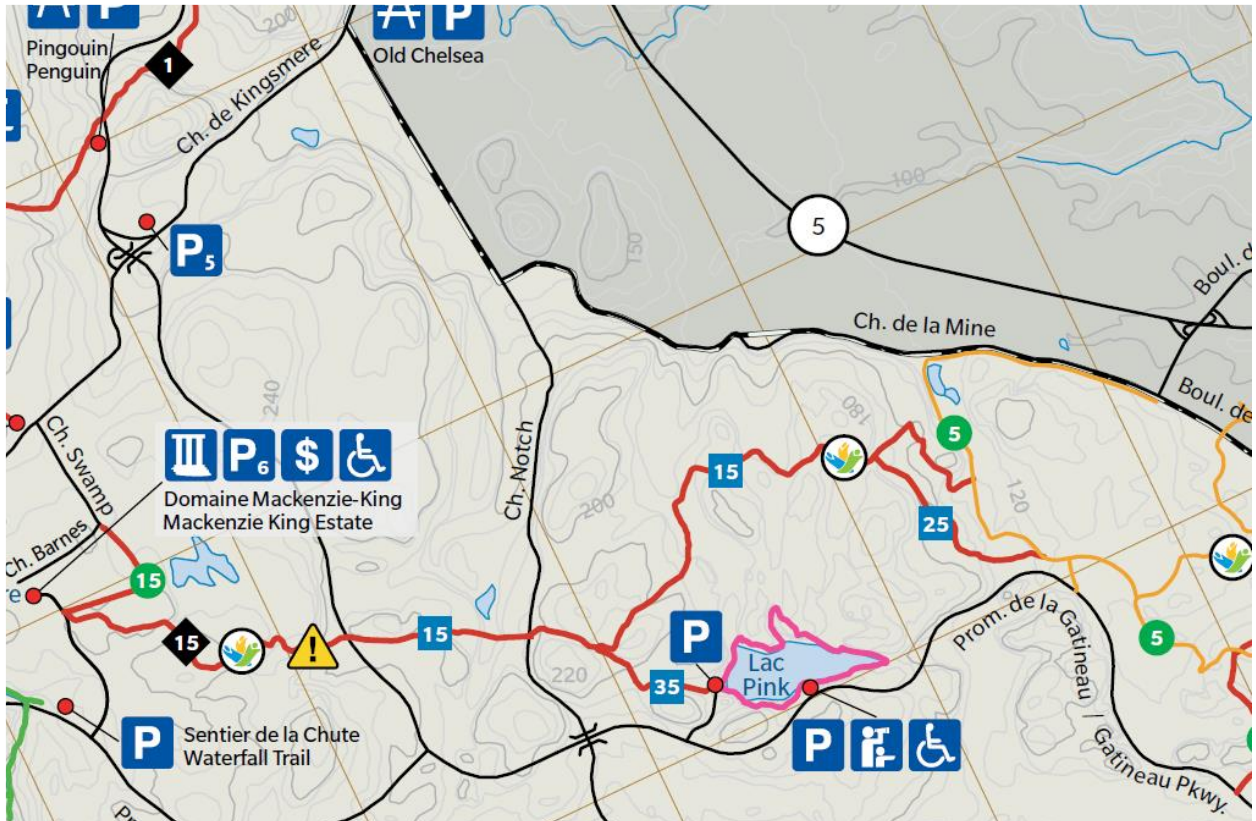 P
Pingouin
Penguin
1
200
Ch. de Kingsmere
P
Old Chelsea
100
5
150
Boul. d
P5
Ch. de la Mine
Boul. de
240
180
5
Ch. Swamp
P6 $
Domaine Mackenzie-King
Mackenzie King Estate
Ch. Notch
15
200
120
25
Ch. Barnes
15
re
15
!
15
P
Prom. de la Gatineau / Gatineau Pkwy.
5
220
35
Lac
Pink
P
Sentier de la Chute
Waterfall Trail
P
Pr